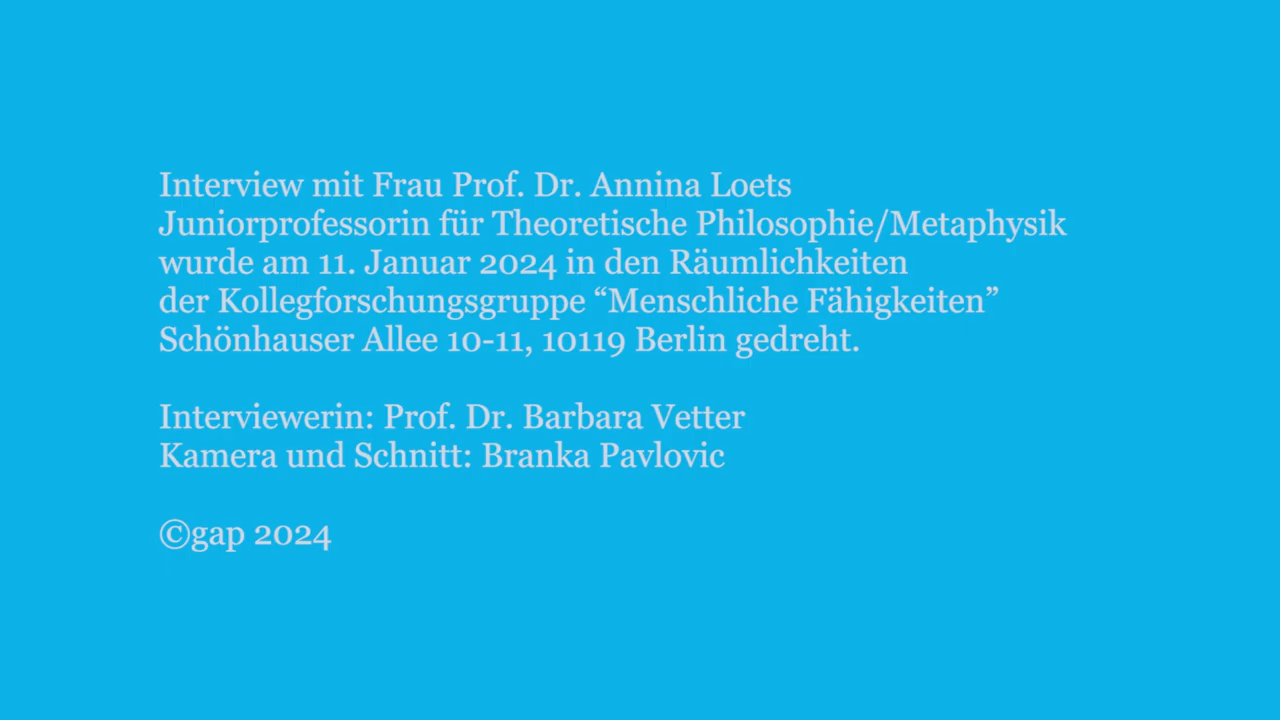 Interview mit Frau Prof. Dr. Annina Loets
Juniorprofessorin für Theoretische Philosophie/Metaphysik
wurde am 11. Januar 2024 in den Räumlichkeiten
der Kollegforschungsgruppe “Menschliche Fähigkeiten”
Schönhauser Allee 10-11, 10119 Berlin gedreht.
Interviewerin: Prof. Dr. Barbara Vetter
Kamera und Schnitt: Branka Pavlovic
©gap 2024